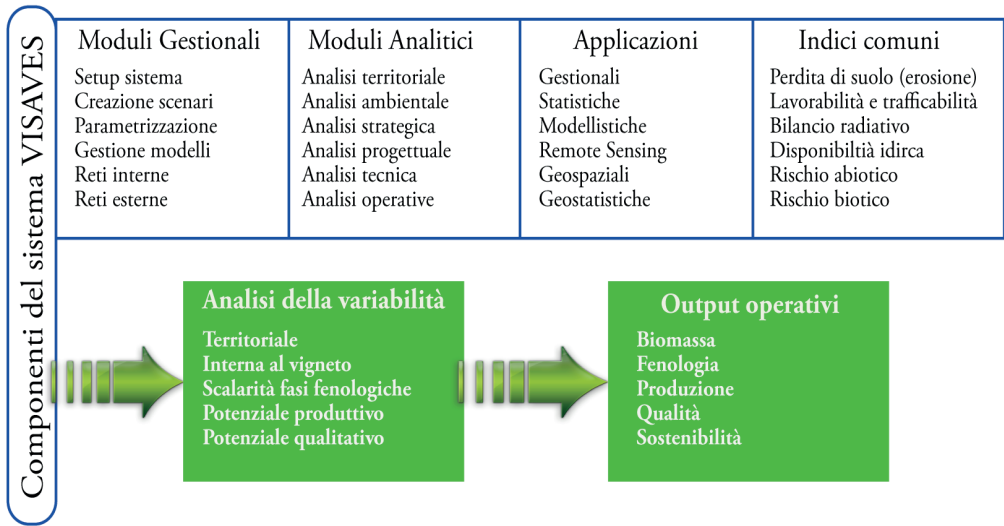 Componenti del sistema VISAVES
Moduli Gestionali
Setup sistema
Creazione scenari
Parametrizzazione
Gestione modelli
Reti interne
Reti esterne
Moduli Analitici
Analisi territoriale
Analisi ambientale
Analisi strategica
Analisi progettuale
Analisi tecnica
Analisi operative
Applicazioni
Gestionali
Statistiche
Modellistiche
Remote Sensing
Geospaziali
Geostatistiche
Indici comuni
Perdita di suolo (erosione)
Lavorabilità e trafficabilità
Bilancio radiativo
Disponibiltià idirca
Rischio abiotico
Rischio biotico
Analisi della variabilità
Territoriale
Interna al vigneto
Scalarità fasi fenologiche
Potenziale produttivo
Potenziale qualitativo
Output operativi
Biomassa
Fenologia
Produzione
Qualità
Sostenibilità